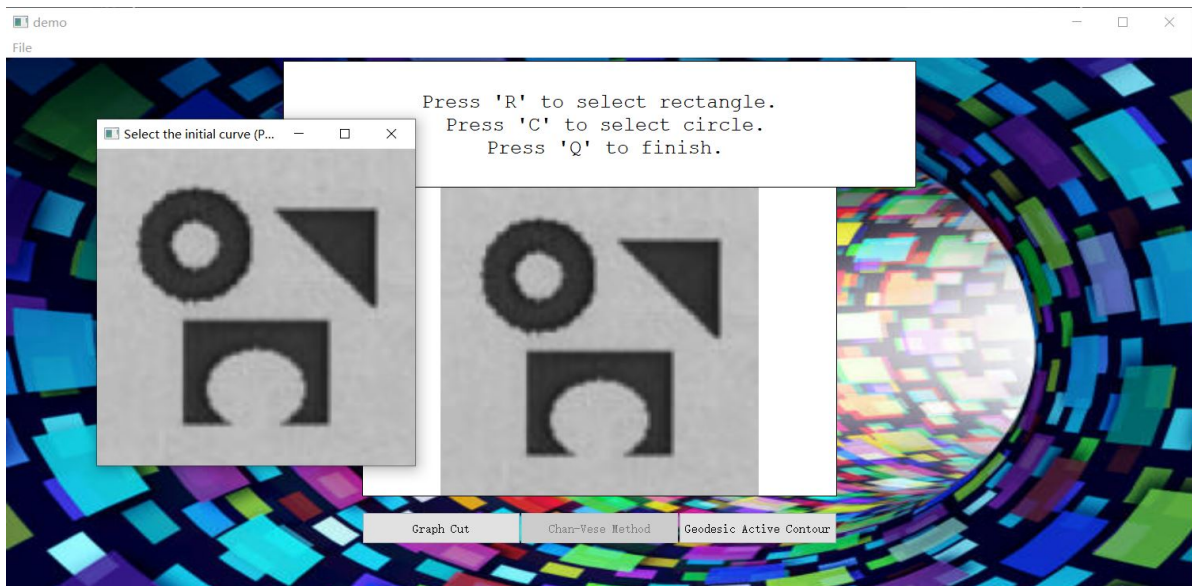 demo
File
Press 'R' to select rectangle.
Press 'C' to select circle.
Press 'Q' to finish.
Select the initial curve (P...
Graph Cut
Chan-Vese Method
Geodesic Active Contour